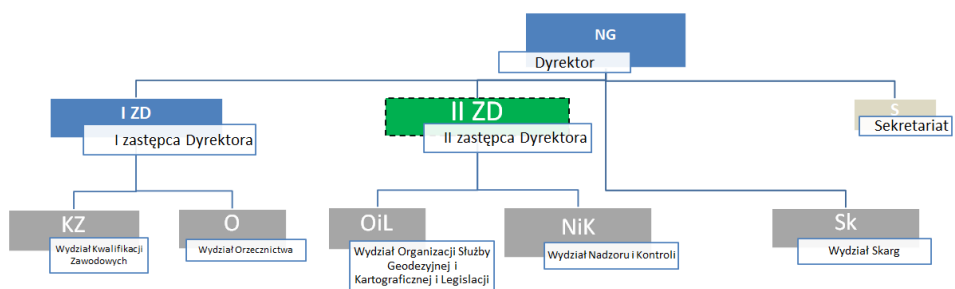 NG
Dyrektor
I ZD
I zastępca Dyrektora
II ZD
II zastępca Dyrektora
S
Sekretariat
KZ
Wydział Kwalifikacji
Zawodowych
O
Wydział Orzecznictwa
OiL
Wydział Organizacji Służby
Geodezyjnej i
Kartograficznej i Legislacji
NiK
Wydział Nadzoru i Kontroli
Sk
Wydział Skarg